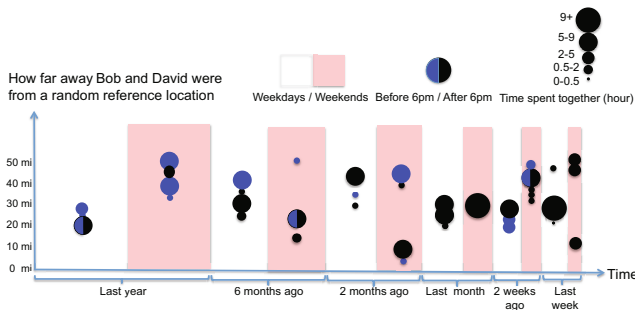 9+
5-9
2-5
0.5-2
0-0.5
How far away Bob and David were
from a random reference location
Weekdays / Weekends
Before 6pm / After 6pm
Time spent together (hour)
50 mi
40 mi
30 mi
20 mi
10 mi
0 mi
Time
Last year
6 months ago
2 months ago
Last month
2 weeks
ago
Last
week